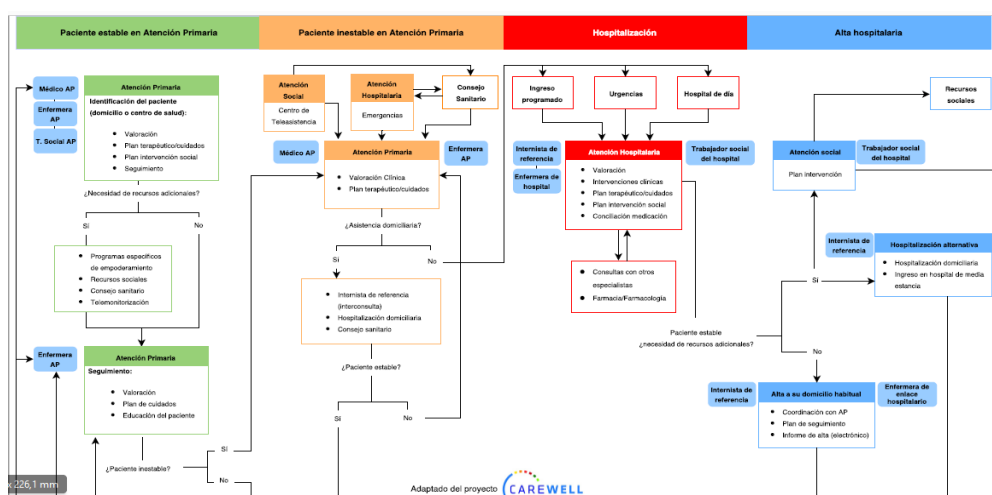 Paciente estable en Atención Primaria
Paciente inestable en Atención Primaria
Hospitalización
Alta hospitalaria
Médico AP
Enfermera
AP
T. Social AP
Atención Primaria
Identificación del paciente
(domicilio o centro de salud):
• Valoración
• Plan terapéutico/cuidados
• Plan intervención social
• Seguimiento
¿Necesidad de recursos adicionales?
Sí
No
• Programas específicos
de empoderamiento
• Recursos sociales
• Consejo sanitario
• Telemonitorización
Enfermera
AP
Atención Primaria
Seguimiento:
• Valoración
• Plan de cuidados
• Educación del paciente
¿Paciente inestable?
Sí
No
x 226,1 mm
Atención
Social
Centro de
Teleasistencia
Atención
Hospitalaria
Emergencias
Consejo
Sanitario
Médico AP
Atención Primaria
• Valoración Clínica
• Plan terapéutico/cuidados
Enfermera
AP
¿Asistencia domiciliaria?
Sí
No
• Internista de referencia
(interconsulta)
• Hospitalización domiciliaria
• Consejo sanitario
¿Paciente estable?
Sí
No
Adaptado del proyecto
CAREWELL
Ingreso
programado
Urgencias
Hospital de día
Internista de
referencia
Enfermera de
hospital
Atención Hospitalaria
• Valoración
• Intervenciones clínicas
• Plan terapéutico/cuidados
• Plan intervención social
• Conciliación medicación
Trabajador social
del hospital
• Consultas con otros
especialistas
• Farmacia/Farmacología
Paciente estable
¿necesidad de recursos adicionales?
Recursos
sociales
Atención social
Plan intervención
Trabajador social
del hospital
Internista de
referencia
Hospitalización alternativa
• Hospitalización domiciliaria
• Ingreso en hospital de media
estancia
Sí
No
Internista de
referencia
Alta a su domicilio habitual
• Coordinación con AP
• Plan de seguimiento
• Informe de alta (electrónico)
Enfermera de
enlace
hospitalario